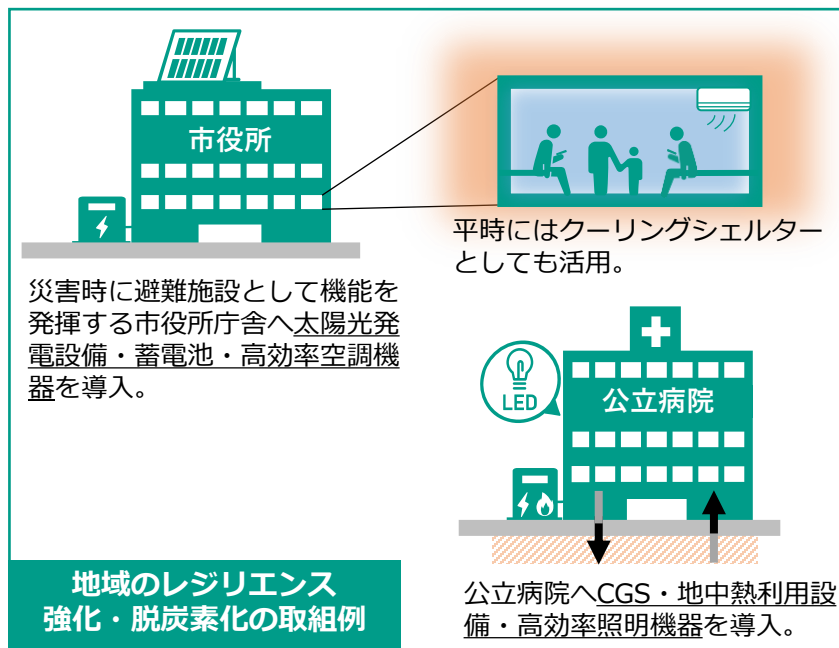 市役所
平時にはクーリングシェルター
としても活用。
災害時に避難施設として機能を
発揮する市役所庁舎へ太陽光発
電設備・蓄電池・高効率空調機
器を導入。
LED
公立病院
公立病院へCGS・地中熱利用設
備・高効率照明機器を導入。
地域のレジリエンス
強化・脱炭素化の取組例